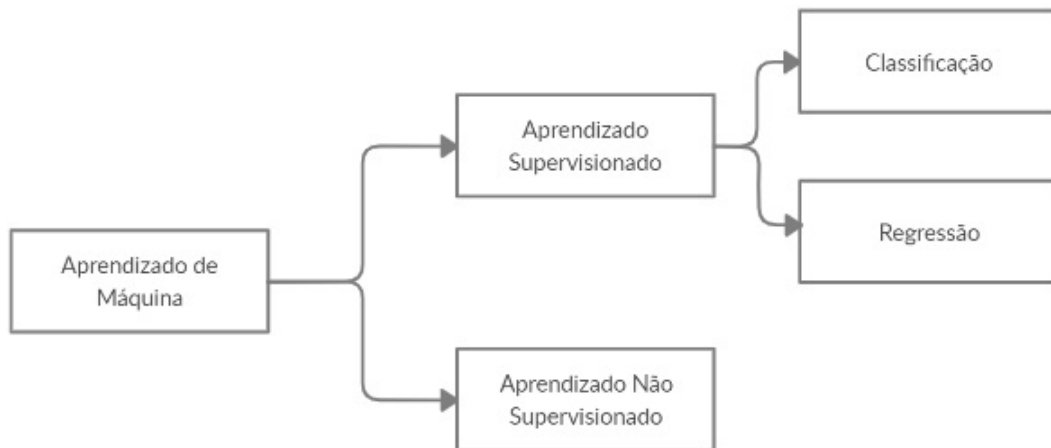 Classificação
Aprendizado
Supervisionado
Regressão
Aprendizado de
Máquina
Aprendizado Não
Supervisionado